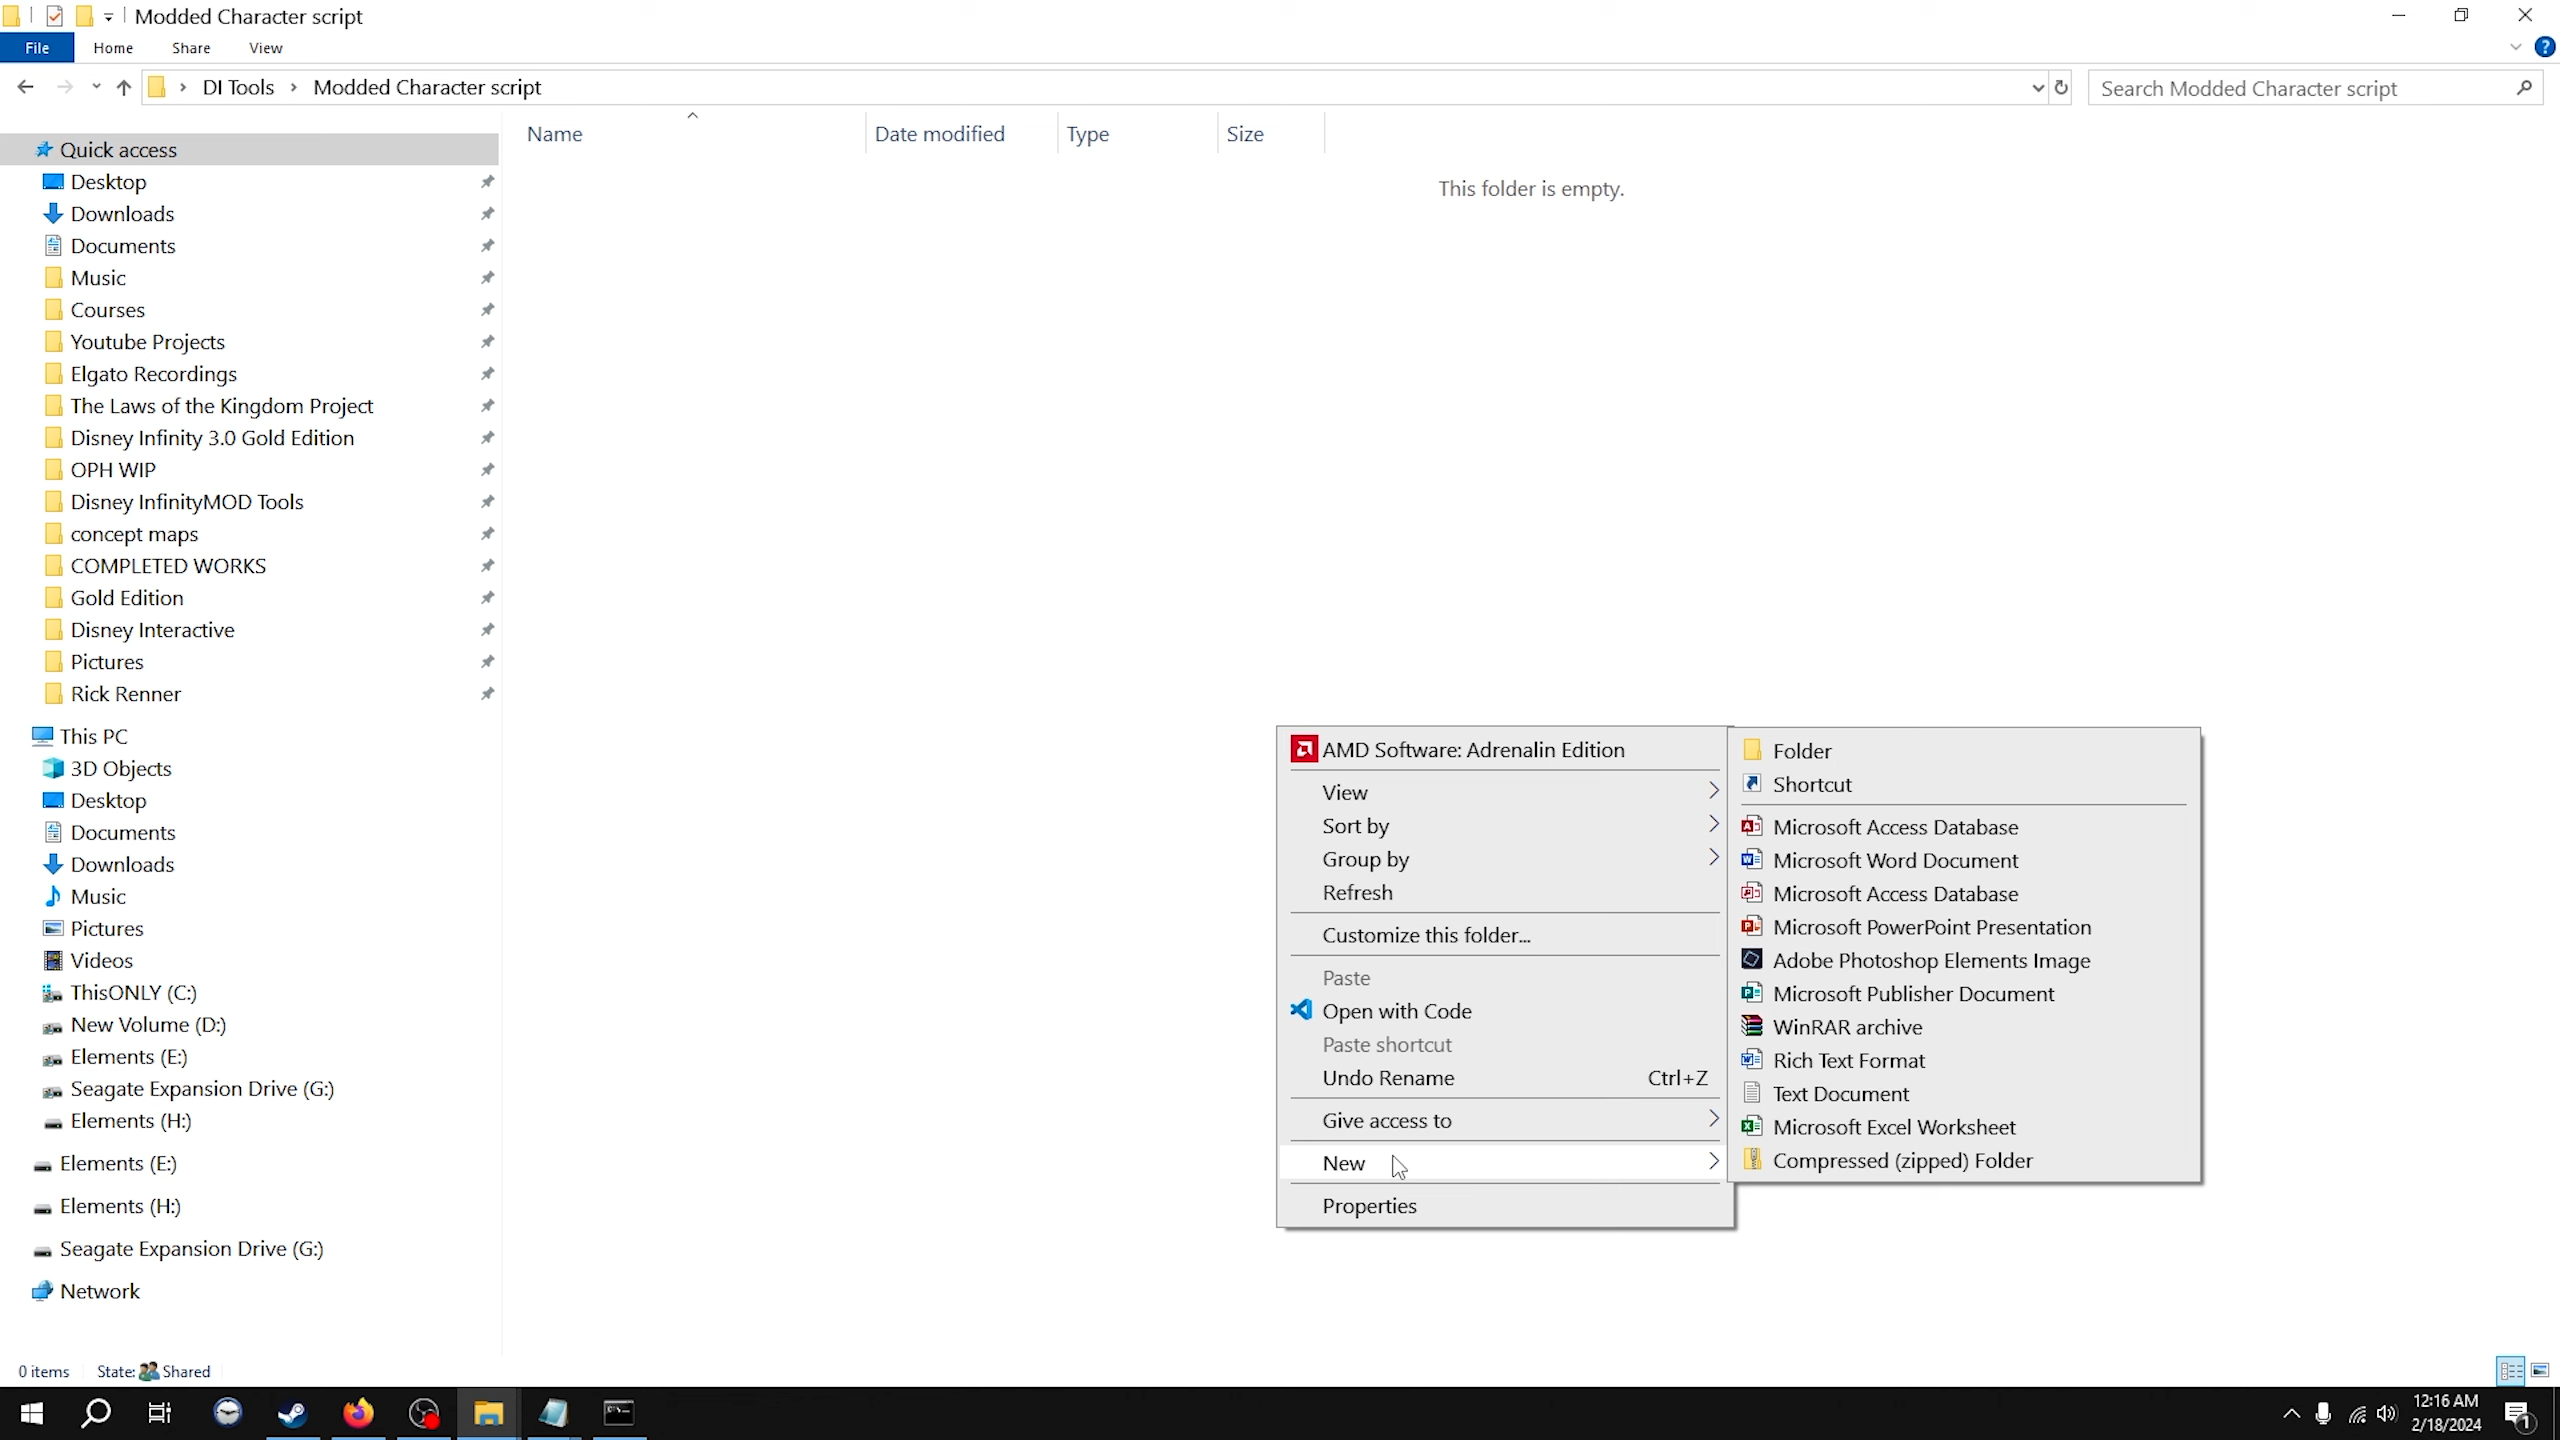 Modded Character script
File Home Share View
DI Tools Modded Character script
Search Modded Character script
Name Date modified Type Size
This folder is empty.
Quick access
Desktop
Downloads
Documents
Music
Courses
Youtube Projects
Elgato Recordings
The Laws of the Kingdom Project
Disney Infinity 3.0 Gold Edition
OPH WIP
Disney InfinityMOD Tools
concept maps
COMPLETED WORKS
Gold Edition
Disney Interactive
Pictures
Rick Renner
This PC
3D Objects
Desktop
Documents
Downloads
Music
Pictures
Videos
ThisONLY (C:)
New Volume (D:)
Elements (E:)
Seagate Expansion Drive (G:)
Elements (H:)
Elements (E:)
Elements (H:)
Seagate Expansion Drive (G:)
Network
AMD Software: Adrenalin Edition
View
Sort by
Group by
Refresh
Customize this folder...
Paste
Open with Code
Paste shortcut
Undo Rename Ctrl+Z
Give access to
New
Properties
Folder
Shortcut
Microsoft Access Database
Microsoft Word Document
Microsoft Access Database
Microsoft PowerPoint Presentation
Adobe Photoshop Elements Image
Microsoft Publisher Document
WinRAR archive
Rich Text Format
Text Document
Microsoft Excel Worksheet
Compressed (zipped) Folder
0 items State: Shared
12:16 AM
2/18/2024
1